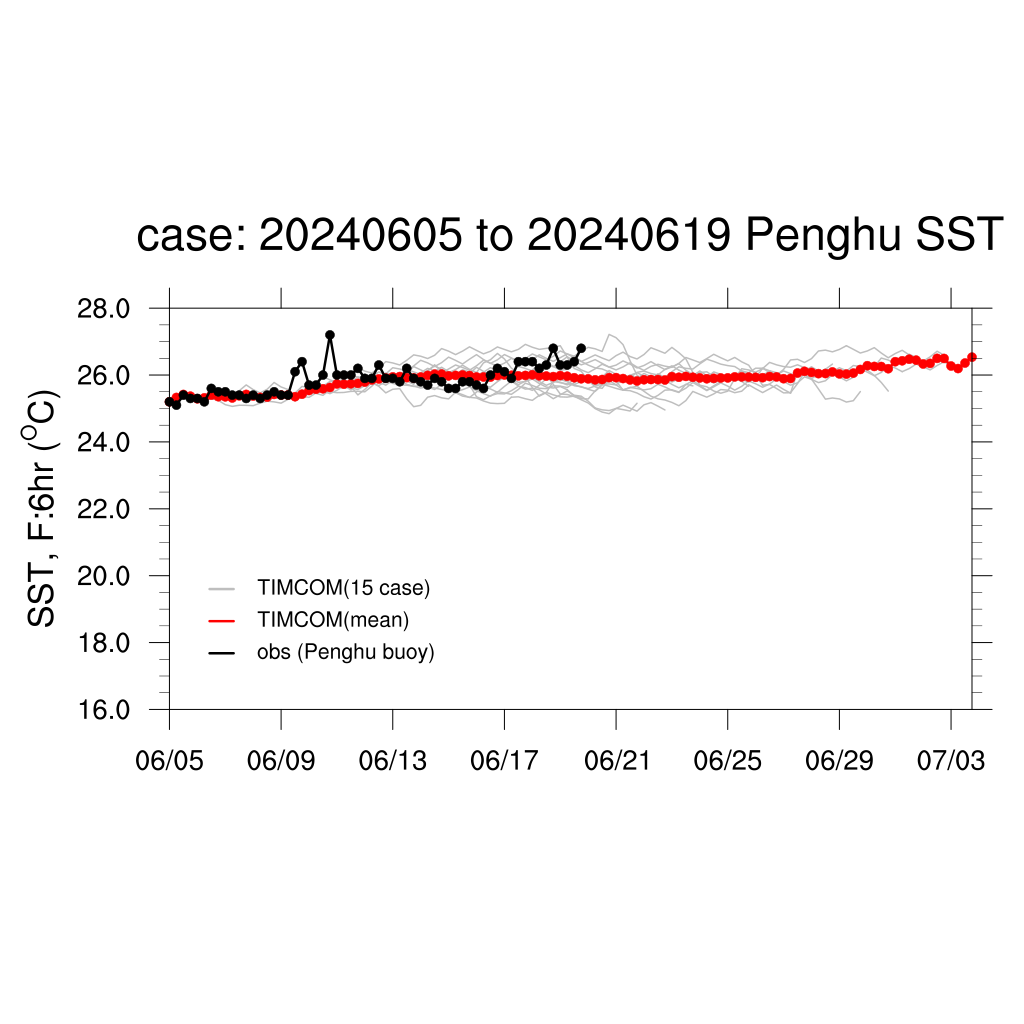 case: 20240605 to 20240619 Penghu SST
SST, F:6hr (°C)
28.0
26.0
24.0
22.0
20.0
18.0
16.0
TIMCOM(15 case)
TIMCOM(mean)
obs (Penghu buoy)
06/05 06/09 06/13 06/17 06/21 06/25 06/29 07/03